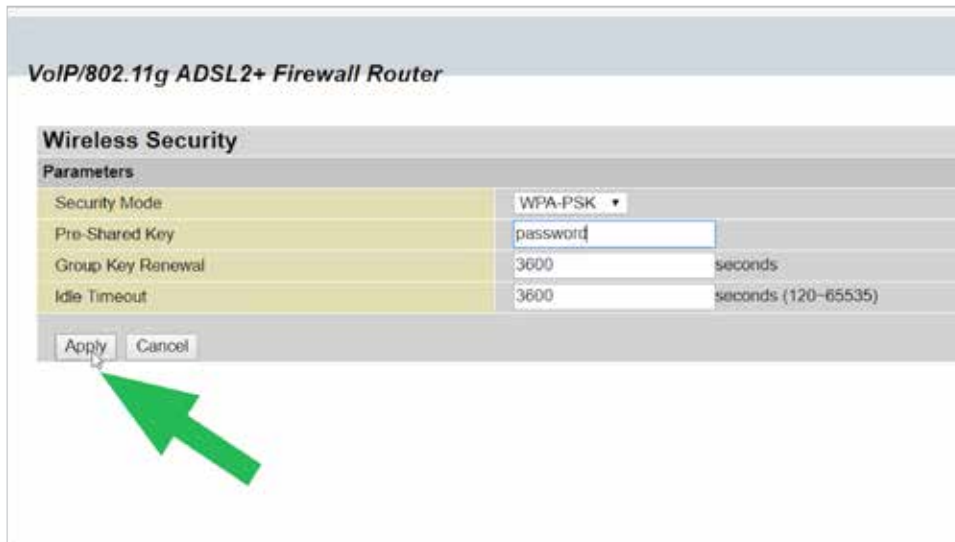 VoIP/802.11g ADSL2+ Firewall Router
Wireless Security
Parameters
Security Mode WPA-PSK
Pre-Shared Key password
Group Key Renewal 3600 seconds
Idle Timeout 3600 seconds (120~65535)
Apply Cancel